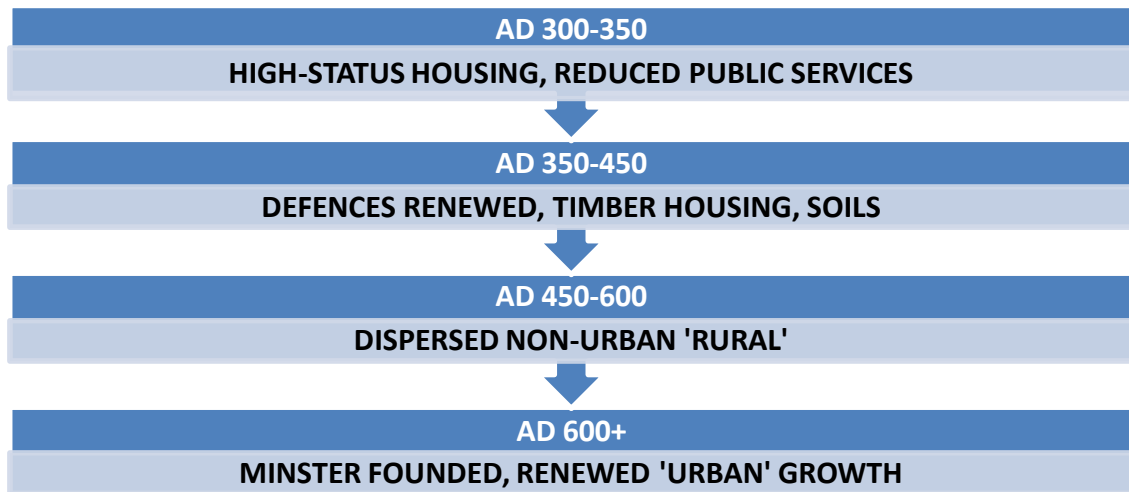 AD 300-350
HIGH-STATUS HOUSING, REDUCED PUBLIC SERVICES
AD 350-450
DEFENCES RENEWED, TIMBER HOUSING, SOILS
AD 450-600
DISPERSED NON-URBAN 'RURAL'
AD 600+
MINSTER FOUNDED, RENEWED 'URBAN' GROWTH